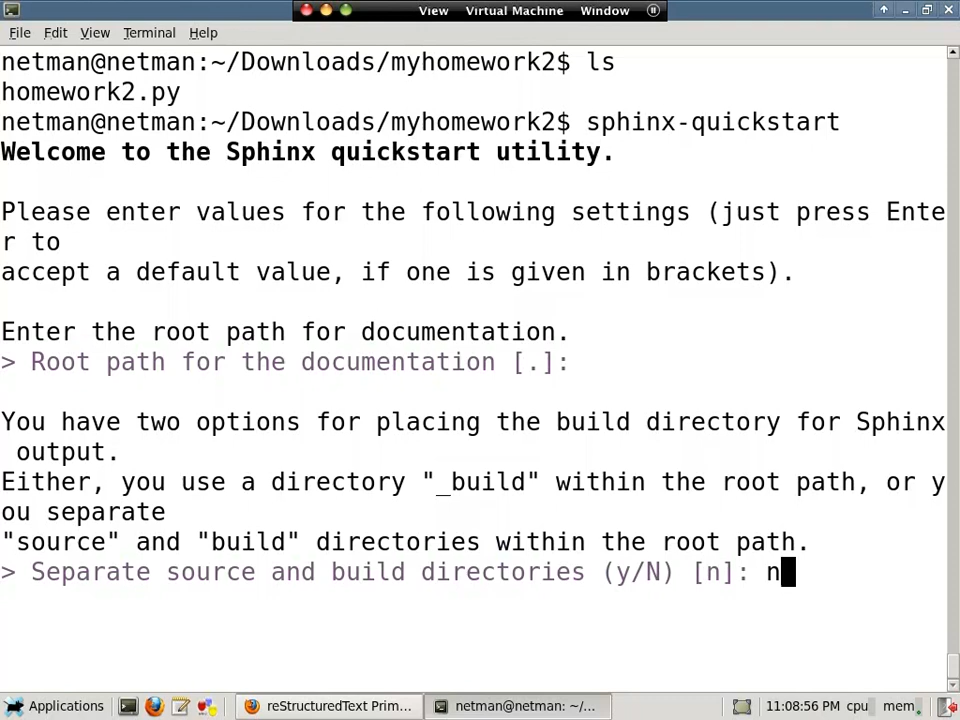 View Virtual Machine Window
File Edit View Terminal Help
netman@netman:~/Downloads/myhomework2$ ls
homework2.py
netman@netman:~/Downloads/myhomework2$ sphinx-quickstart
Welcome to the Sphinx quickstart utility.
Please enter values for the following settings (just press Ente
r to
accept a default value, if one is given in brackets).
Enter the root path for documentation.
> Root path for the documentation [.]:
You have two options for placing the build directory for Sphinx
 output.
Either, you use a directory "_build" within the root path, or y
ou separate
"source" and "build" directories within the root path.
> Separate source and build directories (y/N) [n]: n
Applications reStructuredText Prim... netman@netman: ~/... 11:08:56 PM cpu mem